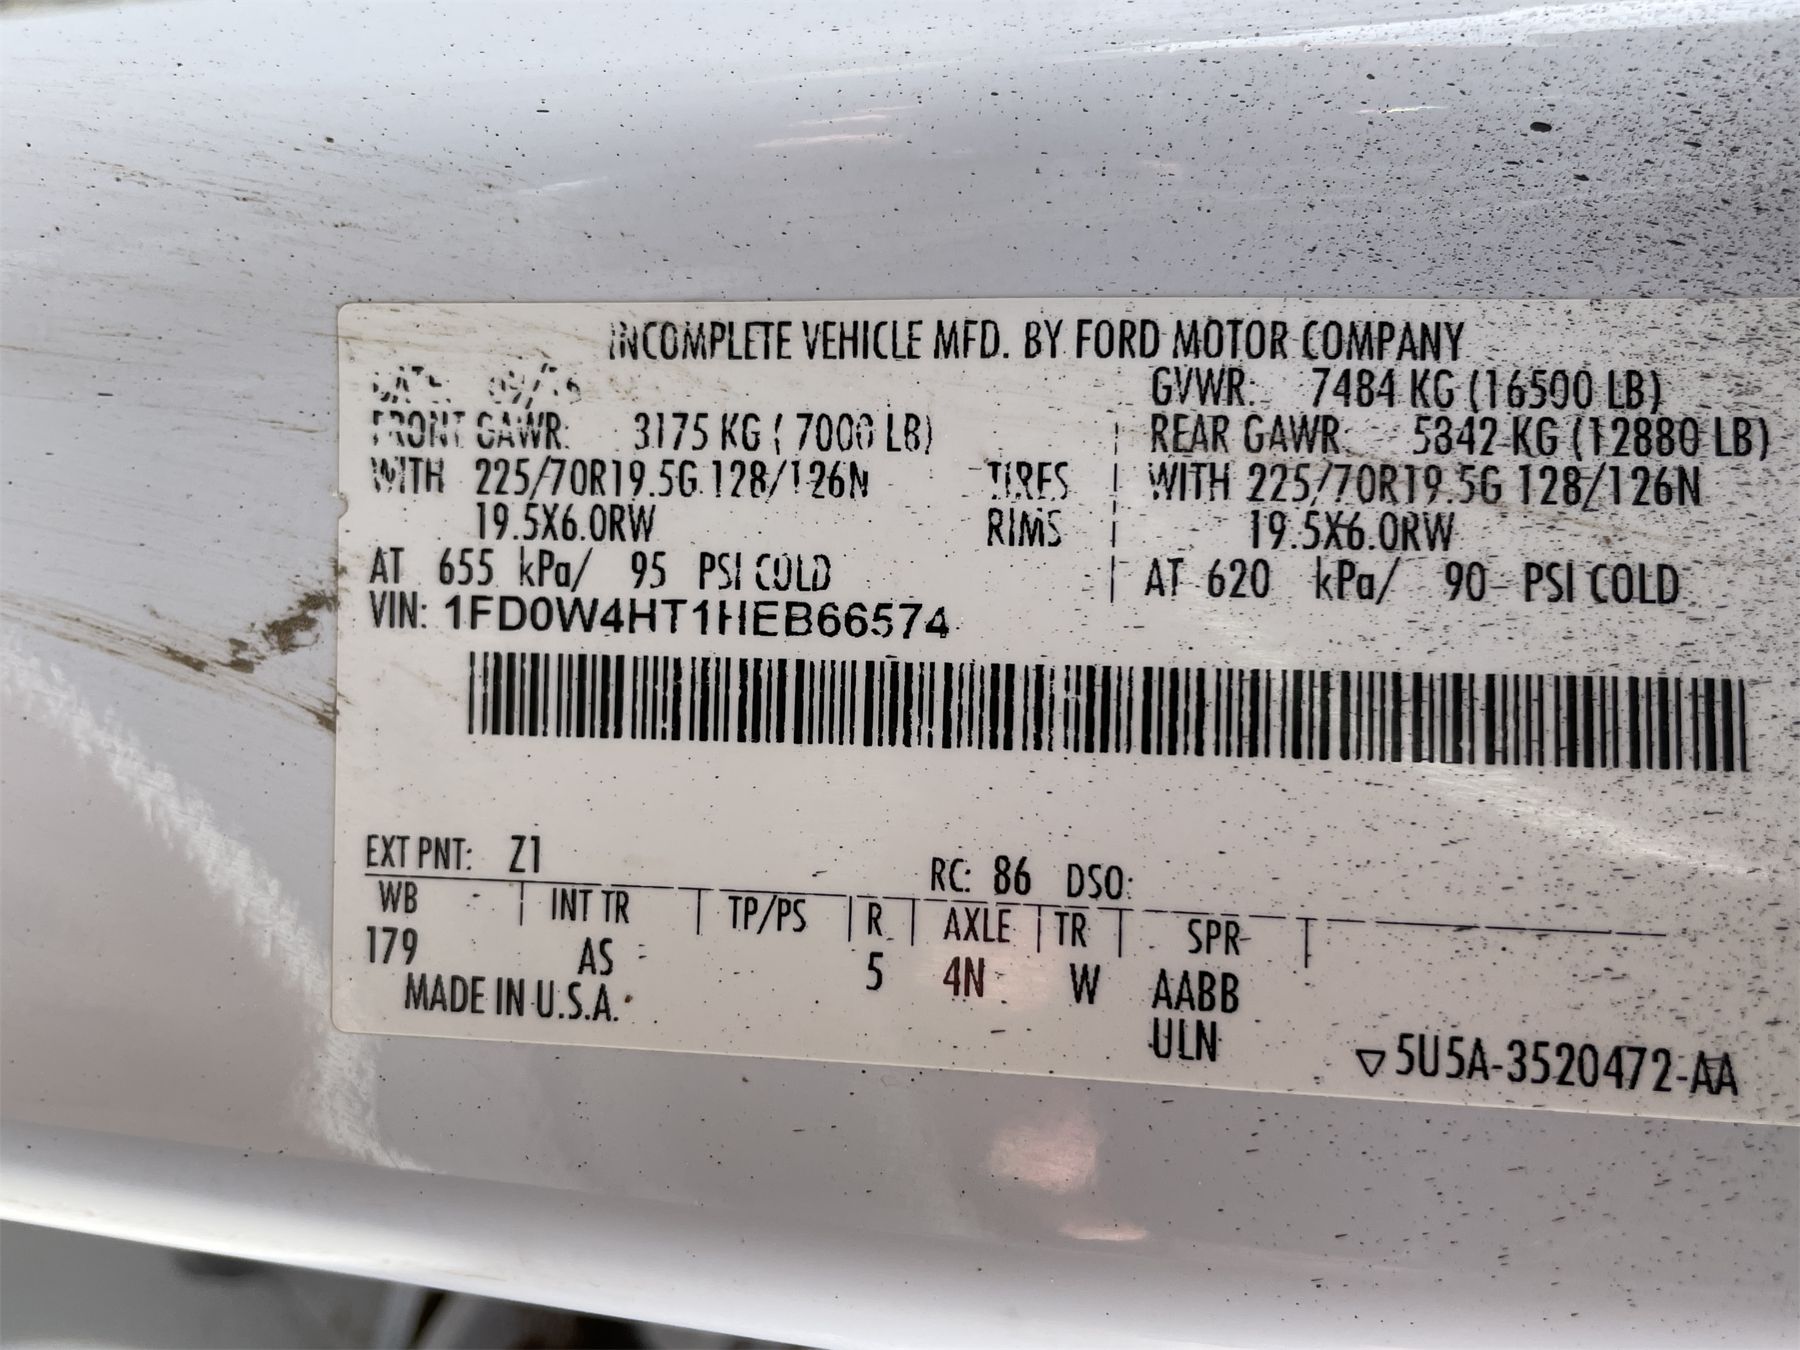 INCOMPLETE VEHICLE MFD. BY FORD MOTOR COMPANY
DATE: 09/16 GVWR: 7484 KG (16500 LB)
FRONT GAWR: 3175 KG ( 7000 LB) REAR GAWR: 5842 KG (12880 LB)
WITH 225/70R19.5G 128/126N TIRES WITH 225/70R19.5G 128/126N
19.5X6.0RW RIMS 19.5X6.0RW
AT 655 kPa/ 95 PSI COLD AT 620 kPa/ 90 PSI COLD
VIN: 1FD0W4HT1HEB66574
EXT PNT: Z1 RC: 86 DSO:
WB INT TR TP/PS R AXLE TR SPR
179 AS 5 4N W AABB
MADE IN U.S.A. ULN
5U5A-3520472-AA